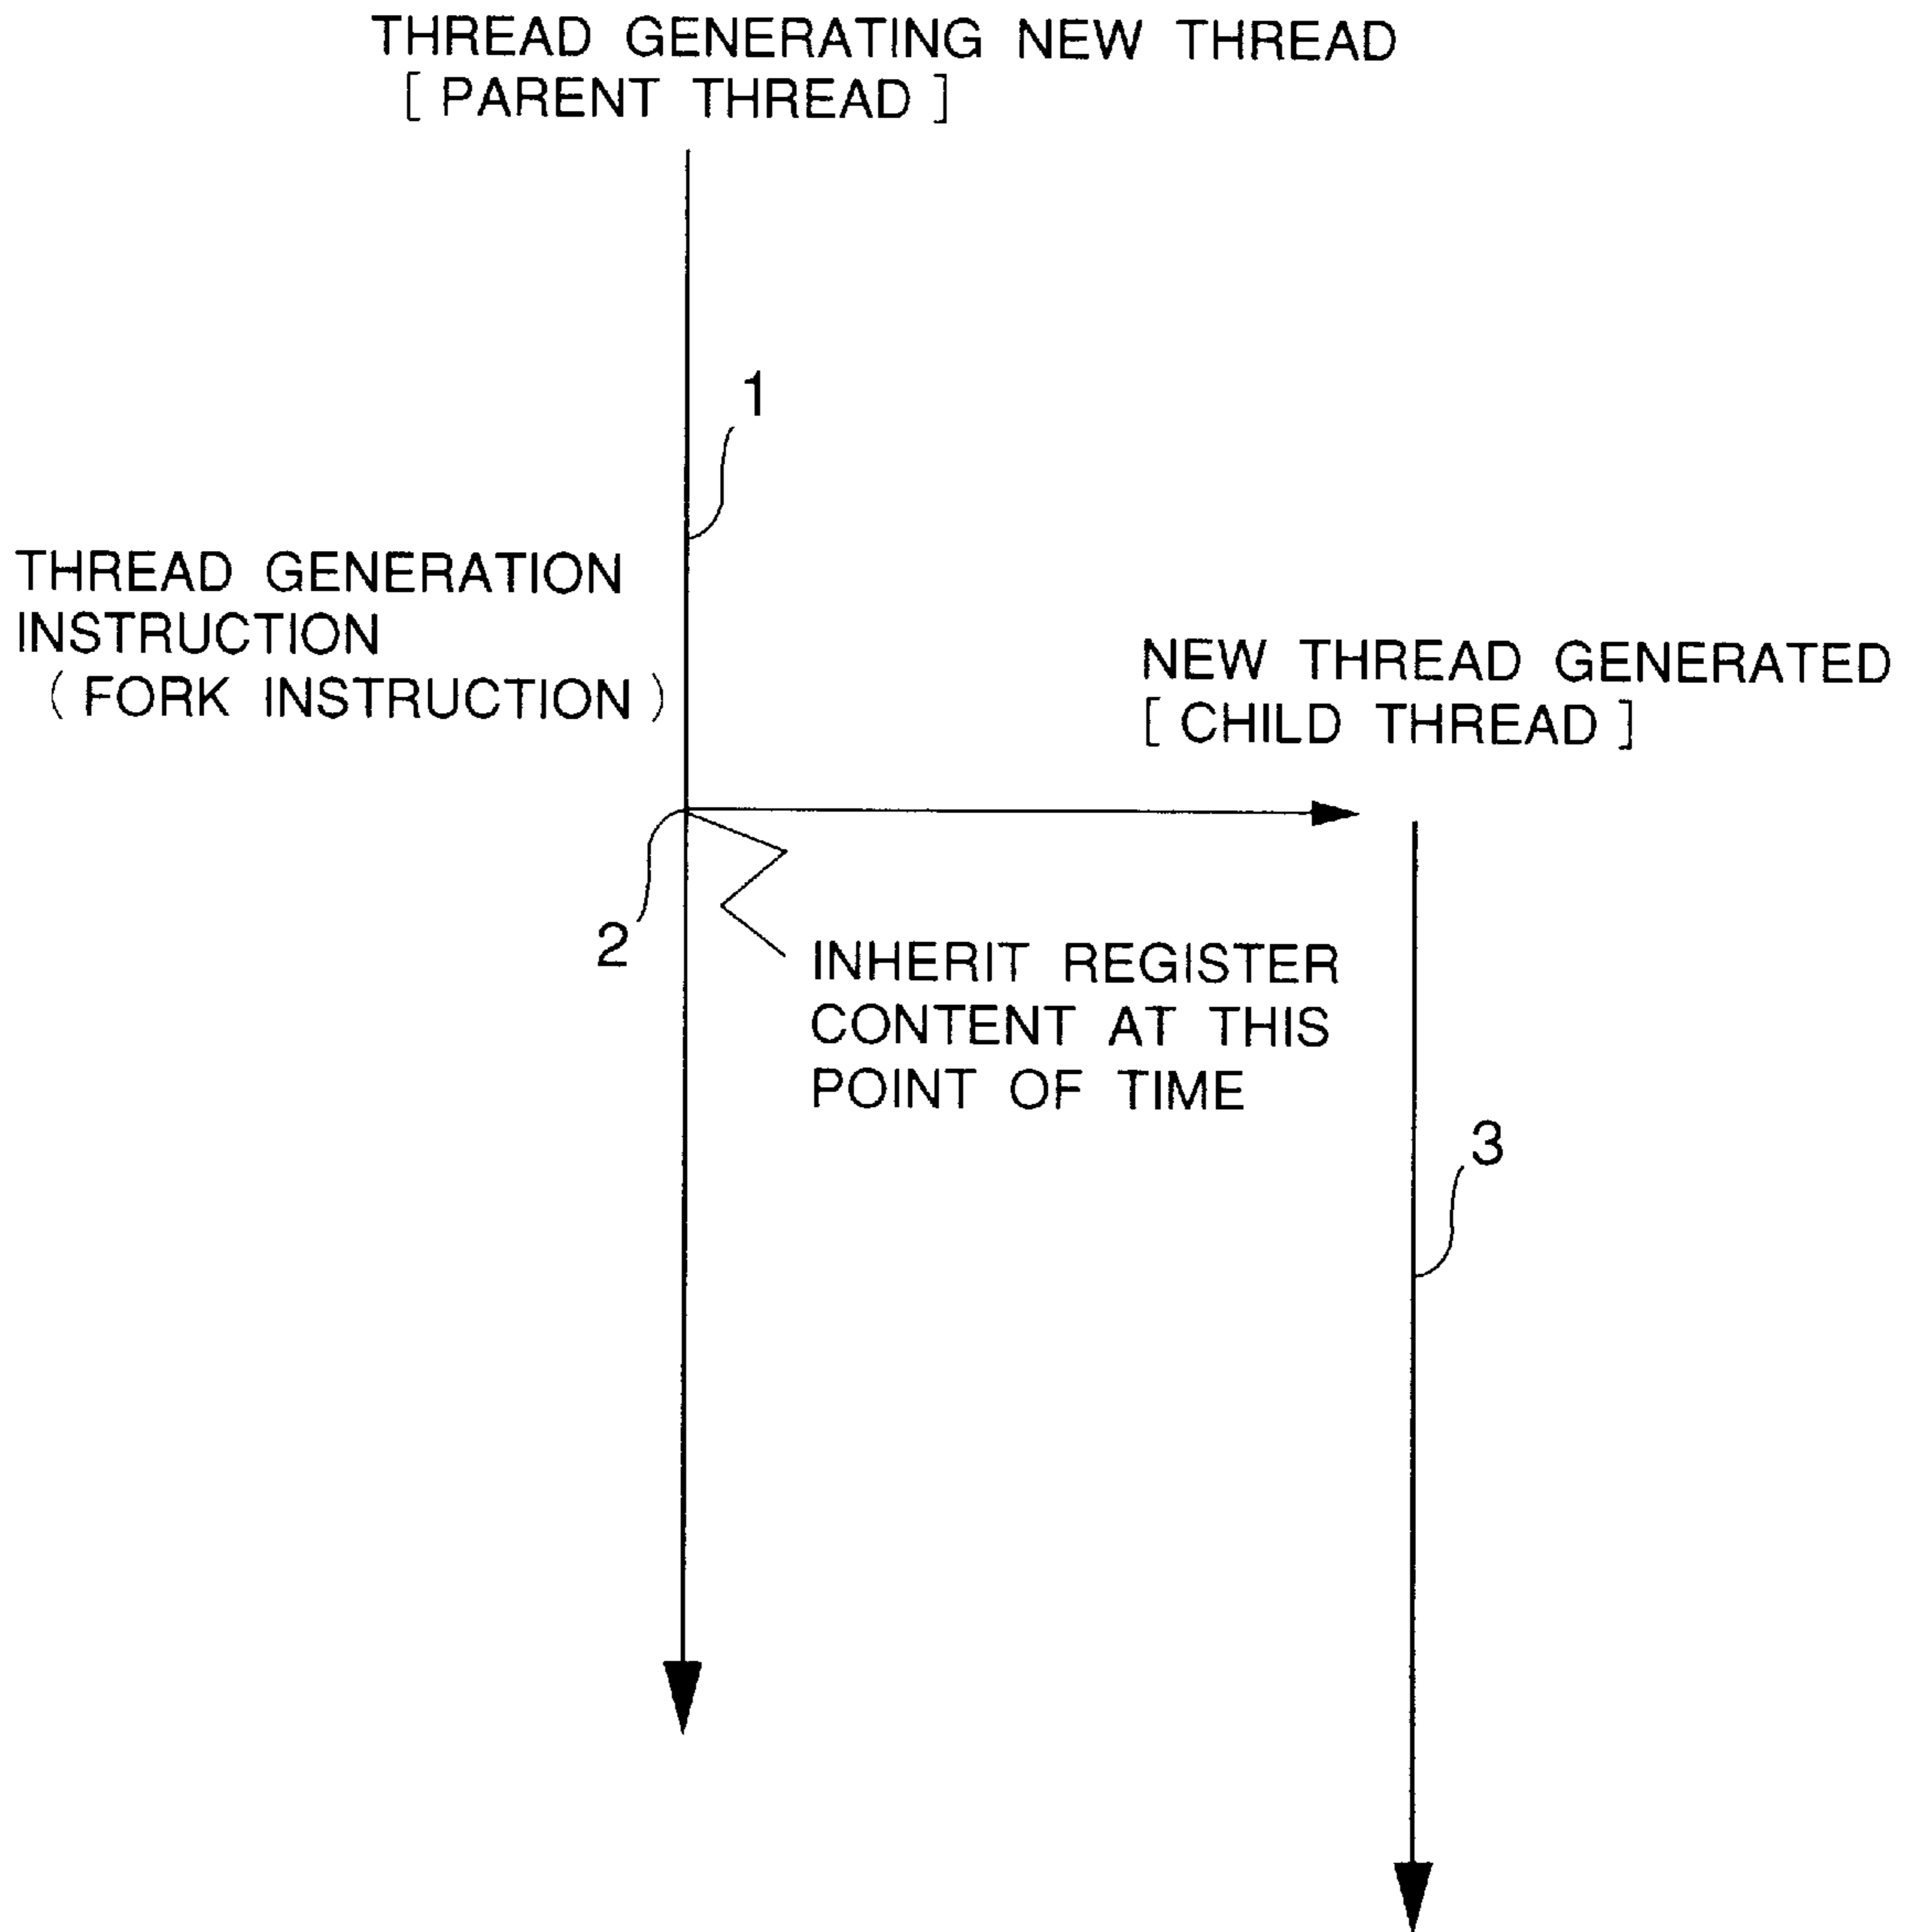 THREAD GENERATING NEW THREAD
[ PARENT THREAD ]
1
THREAD GENERATION
INSTRUCTION
( FORK INSTRUCTION )
NEW THREAD GENERATED
[ CHILD THREAD ]
2
INHERIT REGISTER
CONTENT AT THIS
POINT OF TIME
3